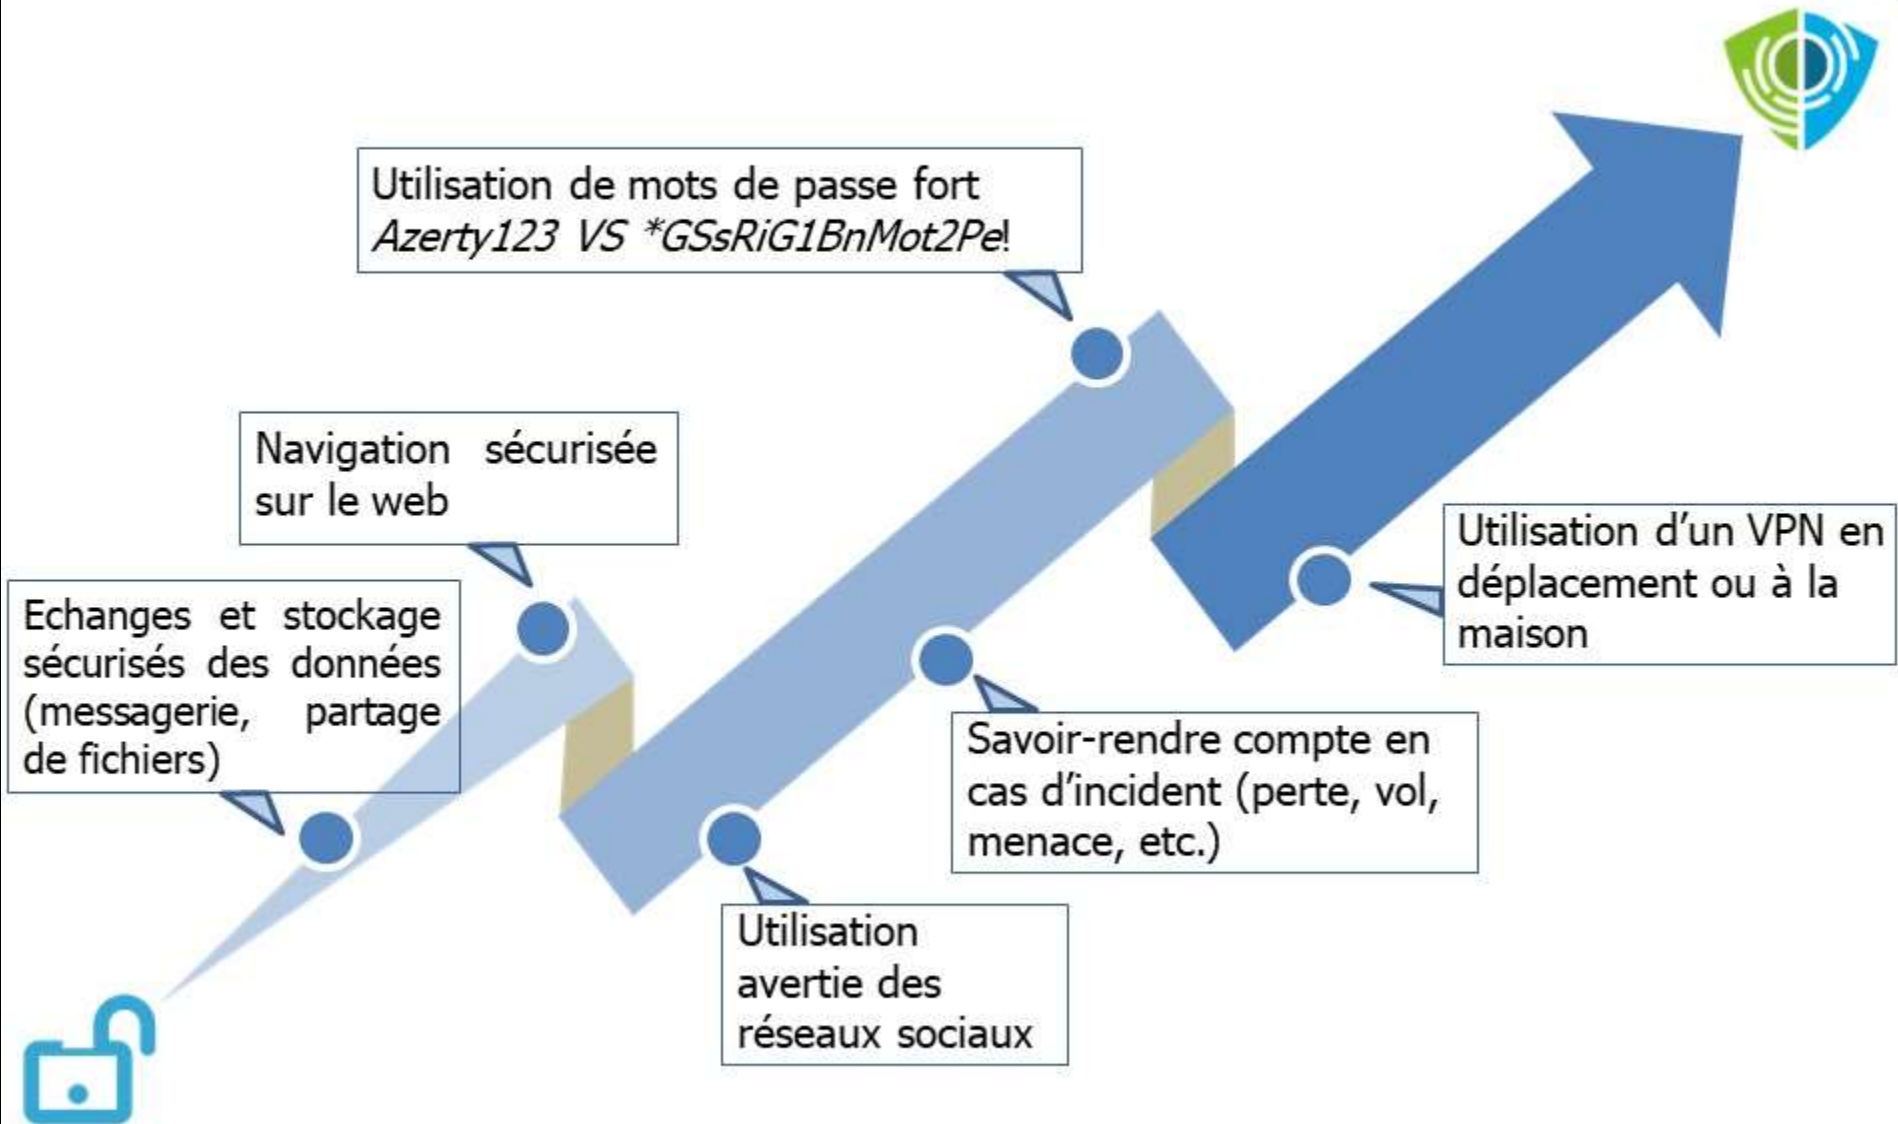 Utilisation de mots de passe fort
Azerty123 VS *GSsRiG1BnMot2Pe!
Navigation sécurisée
sur le web
Echanges et stockage
sécurisés des données
(messagerie, partage
de fichiers)
Utilisation d'un VPN en
déplacement ou à la
maison
Savoir-rendre compte en
cas d'incident (perte, vol,
menace, etc.)
Utilisation
avertie des
réseaux sociaux